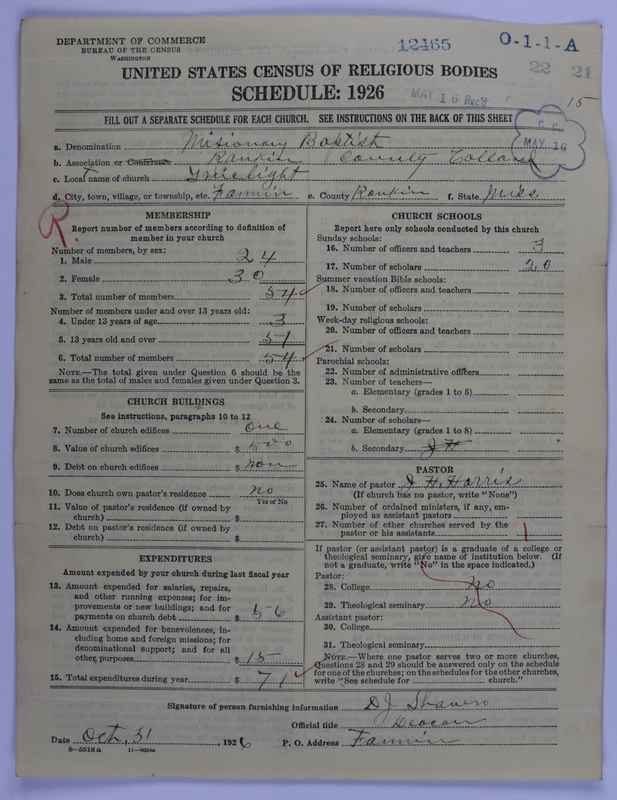 DEPARTMENT OF COMMERCE
BUREAU OF THE CENSUS
WASHINGTON
12465
O-1-1-A
22 21
UNITED STATES CENSUS OF RELIGIOUS BODIES
SCHEDULE: 1926
MAY 16 Rec'd
15
FILL OUT A SEPARATE SCHEDULE FOR EACH CHURCH. SEE INSTRUCTIONS ON THE BACK OF THIS SHEET
C. C.
MAY 16
a. Denomination Misionary Baptist
b. Association or Conference Rankin County
c. Local name of church
d. City, town, village, or township, etc. Fannin e. County Rankin f. State Miss
R.
MEMBERSHIP
Report number of members according to definition of
member in your church
Number of members, by sex:
1. Male 24
2. Female 30
3. Total number of members 54
Number of members under and over 13 years old:
4. Under 13 years of age 3
5. 13 years old and over 51
6. Total number of members 54
NOTE.—The total given under Question 6 should be the
same as the total of males and females given under Question 3.
CHURCH BUILDINGS
See instructions, paragraphs 10 to 12
7. Number of church edifices one
8. Value of church edifices $ 500
9. Debt on church edifices $ non
10. Does church own pastor's residence no
Yes or No
11. Value of pastor's residence (if owned by
church) $
12. Debt on pastor's residence (if owned by
church) $
EXPENDITURES
Amount expended by your church during last fiscal year
13. Amount expended for salaries, repairs,
and other running expenses; for im-
provements or new buildings; and for
payments on church debt $ 56
14. Amount expended for benevolences, in-
cluding home and foreign missions; for
denominational support; and for all
other purposes $ 15
15. Total expenditures during year $ 71
CHURCH SCHOOLS
Report here only schools conducted by this church
Sunday schools:
16. Number of officers and teachers 3
17. Number of scholars 20
Summer vacation Bible schools:
18. Number of officers and teachers
19. Number of scholars
Week-day religious schools:
20. Number of officers and teachers
21. Number of scholars
Parochial schools:
22. Number of administrative officers
23. Number of teachers—
a. Elementary (grades 1 to 8)
b. Secondary
24. Number of scholars—
a. Elementary (grades 1 to 8)
b. Secondary J H
PASTOR
25. Name of pastor J H. Harris
(If church has no pastor, write "None")
26. Number of ordained ministers, if any, em-
ployed as assistant pastors
27. Number of other churches served by the
pastor or his assistants
If pastor (or assistant pastor) is a graduate of a college or
theological seminary, give name of institution below. (If
not a graduate, write "No" in the space indicated.)
Pastor:
28. College No
29. Theological seminary No
Assistant pastor:
30. College
31. Theological seminary
NOTE.—Where one pastor serves two or more churches,
Questions 28 and 29 should be answered only on the schedule
for one of the churches; on the schedules for the other churches,
write "See schedule for church."
Signature of person furnishing information D J
Official title Deacon
Date Oct, 31, 1926 P. O. Address Fannin
8—5518 a